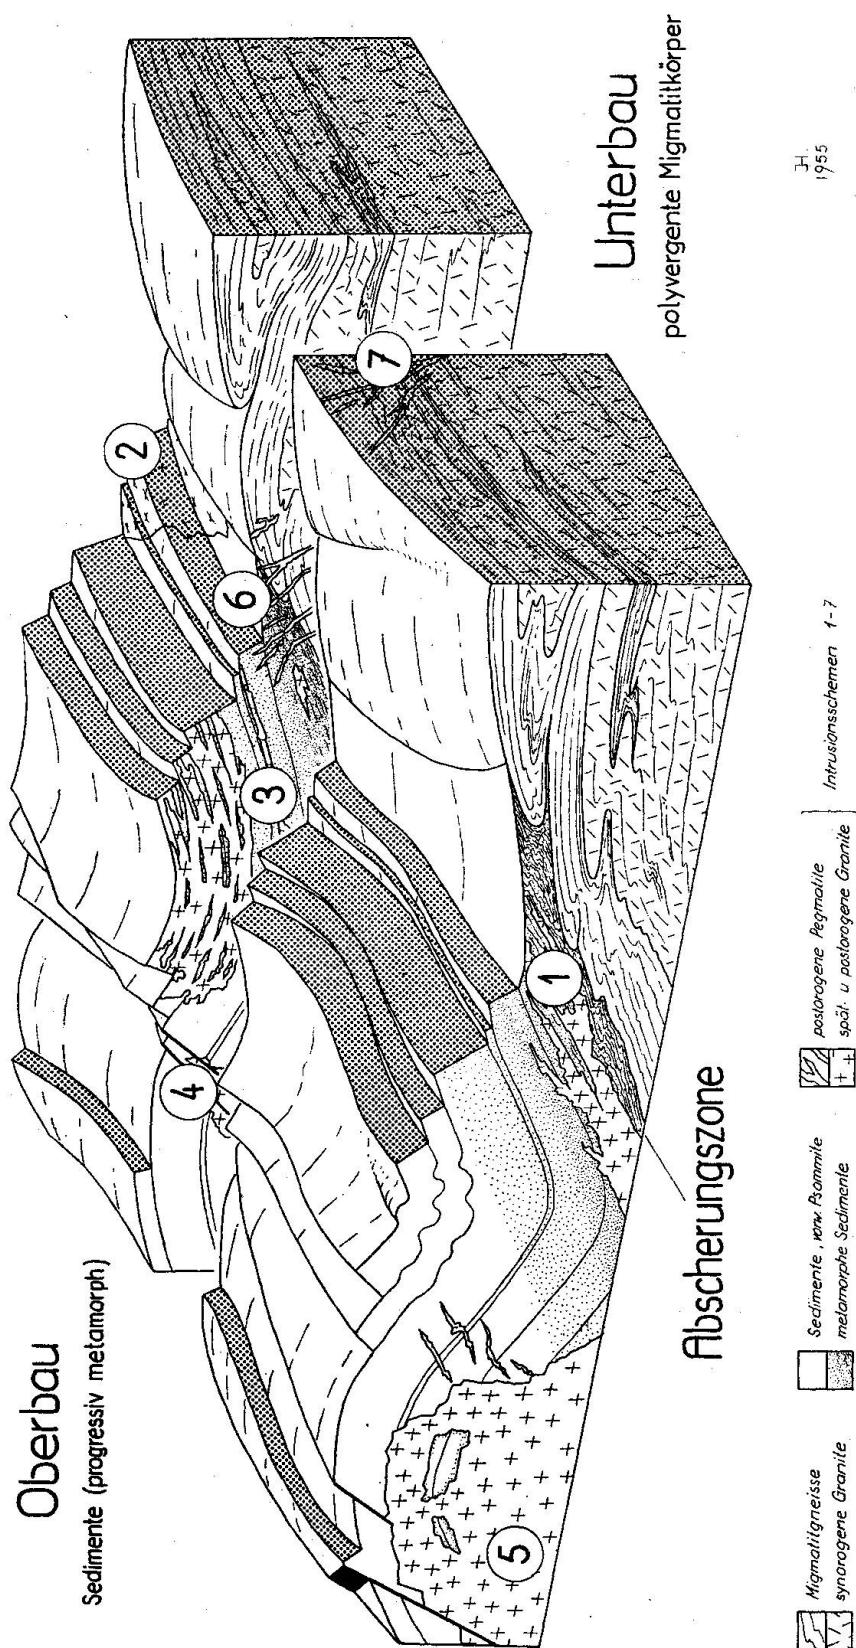 Oberbau
Sedimente (progressiv metamorph)
Unterbau
polyvergente Migmatitkörper
Abscherungszone
1
2
3
4
5
6
7
H.
1955
Migmatitgneisse
synorogene Granite
Sedimente, vorw. Psammite
metamorphe Sedimente
postorogene Pegmatite
spät- u. postorogene Granite
Intrusionsschemen 1-7